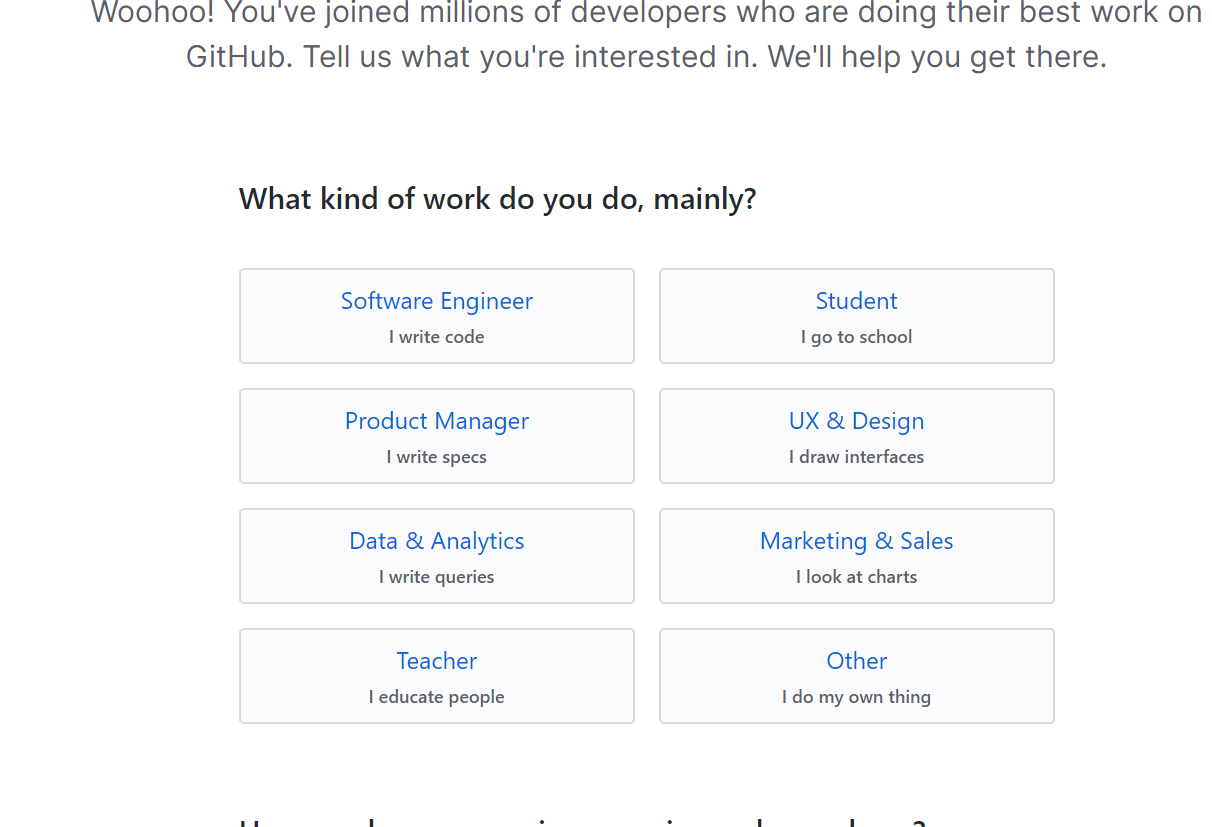 Woohoo! You've joined millions of developers who are doing their best work on
GitHub. Tell us what you're interested in. We'll help you get there.
What kind of work do you do, mainly?
Software Engineer
I write code
Student
I go to school
Product Manager
I write specs
UX & Design
I draw interfaces
Data & Analytics
I write queries
Marketing & Sales
I look at charts
Teacher
I educate people
Other
I do my own thing